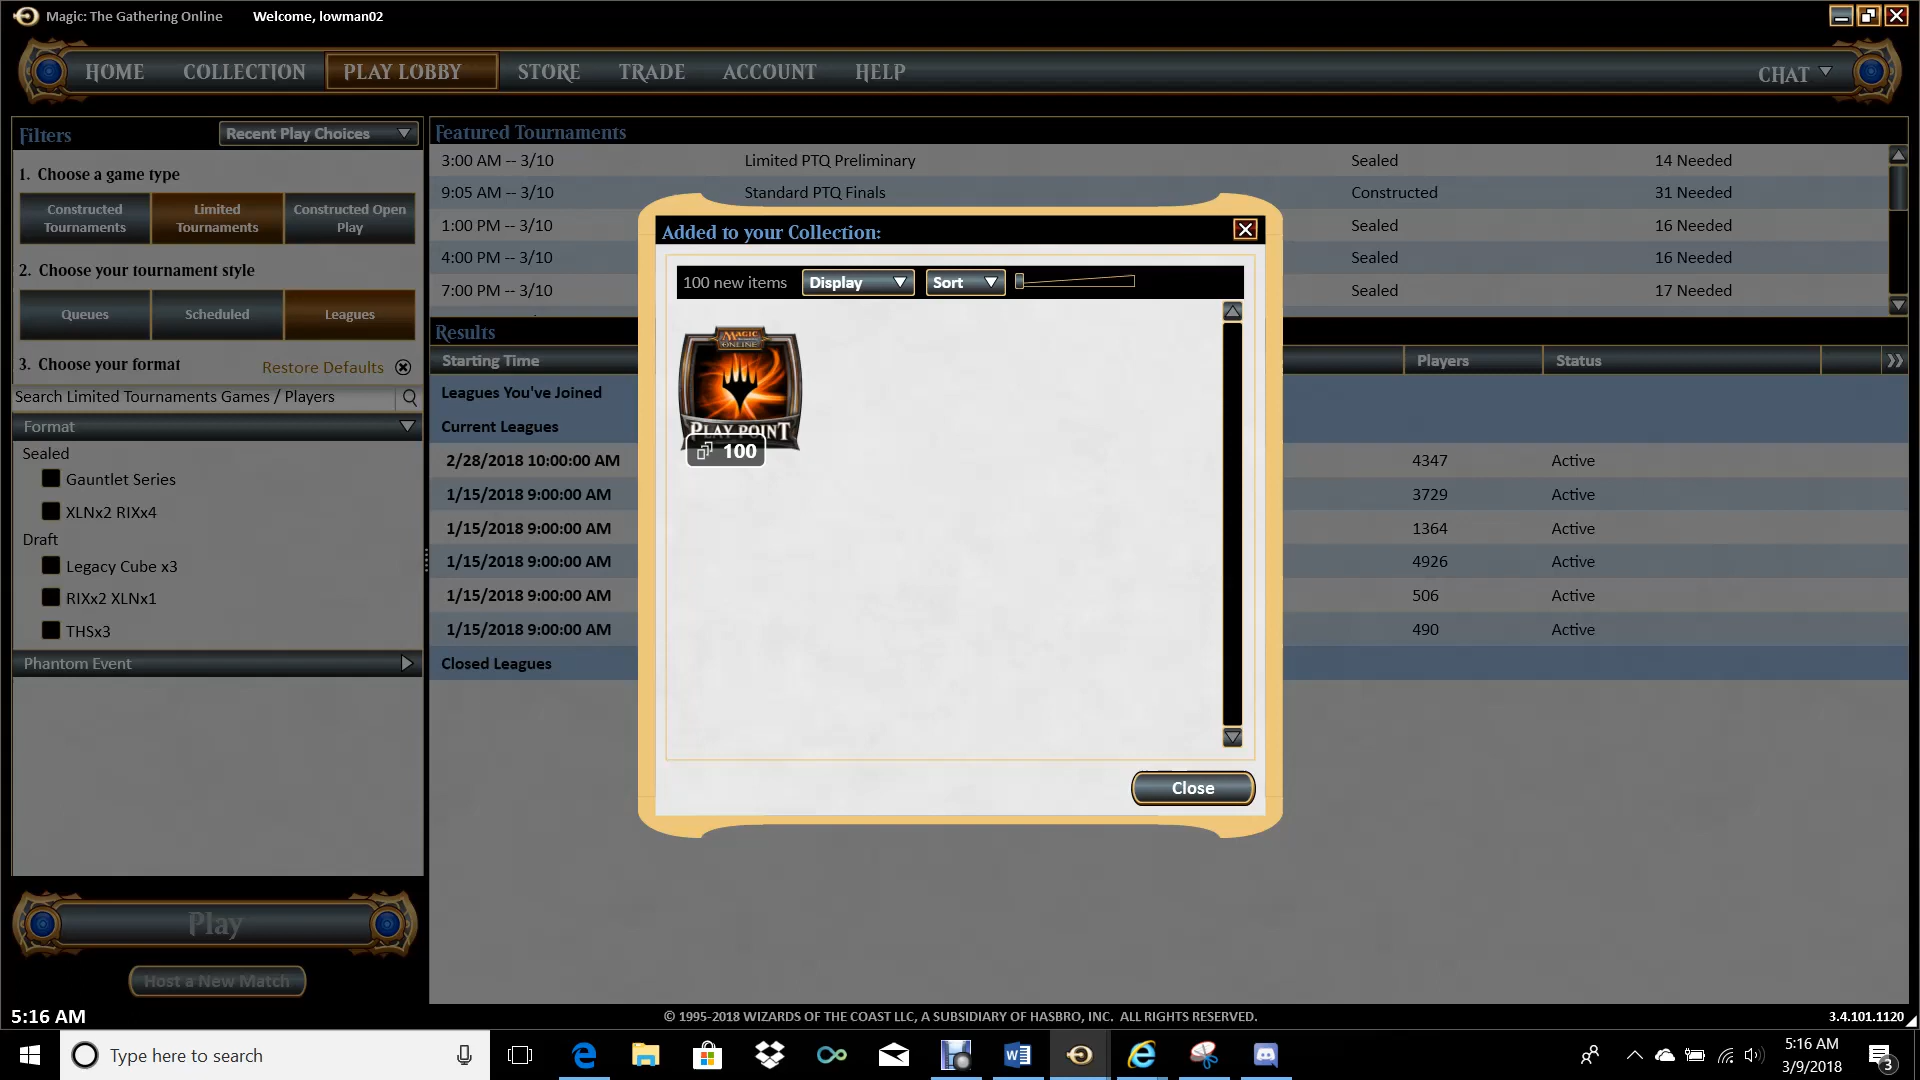 Magic: The Gathering Online Welcome, lowman02
HOME COLLECTION PLAY LOBBY STORE TRADE ACCOUNT HELP CHAT
Filters Recent Play Choices
1. Choose a game type
Constructed Tournaments Limited Tournaments Constructed Open Play
2. Choose your tournament style
Queues Scheduled Leagues
3. Choose your format Restore Defaults
Search Limited Tournaments Games / Players
Format
Sealed
Gauntlet Series
XLNx2 RIXx4
Draft
Legacy Cube x3
RIXx2 XLNx1
THSx3
Phantom Event
Play
Host a New Match
Featured Tournaments
3:00 AM -- 3/10 Limited PTQ Preliminary Sealed 14 Needed
9:05 AM -- 3/10 Standard PTQ Finals Constructed 31 Needed
1:00 PM -- 3/10 Sealed 16 Needed
4:00 PM -- 3/10 Sealed 16 Needed
7:00 PM -- 3/10 Sealed 17 Needed
Results
Starting Time Players Status
Leagues You've Joined
Current Leagues
2/28/2018 10:00:00 AM 4347 Active
1/15/2018 9:00:00 AM 3729 Active
1/15/2018 9:00:00 AM 1364 Active
1/15/2018 9:00:00 AM 4926 Active
1/15/2018 9:00:00 AM 506 Active
1/15/2018 9:00:00 AM 490 Active
Closed Leagues
Added to your Collection:
100 new items Display Sort
MAGIC ONLINE
PLAY POINT
100
Close
5:16 AM © 1995-2018 WIZARDS OF THE COAST LLC, A SUBSIDIARY OF HASBRO, INC. ALL RIGHTS RESERVED. 3.4.101.1120
Type here to search
5:16 AM
3/9/2018
3